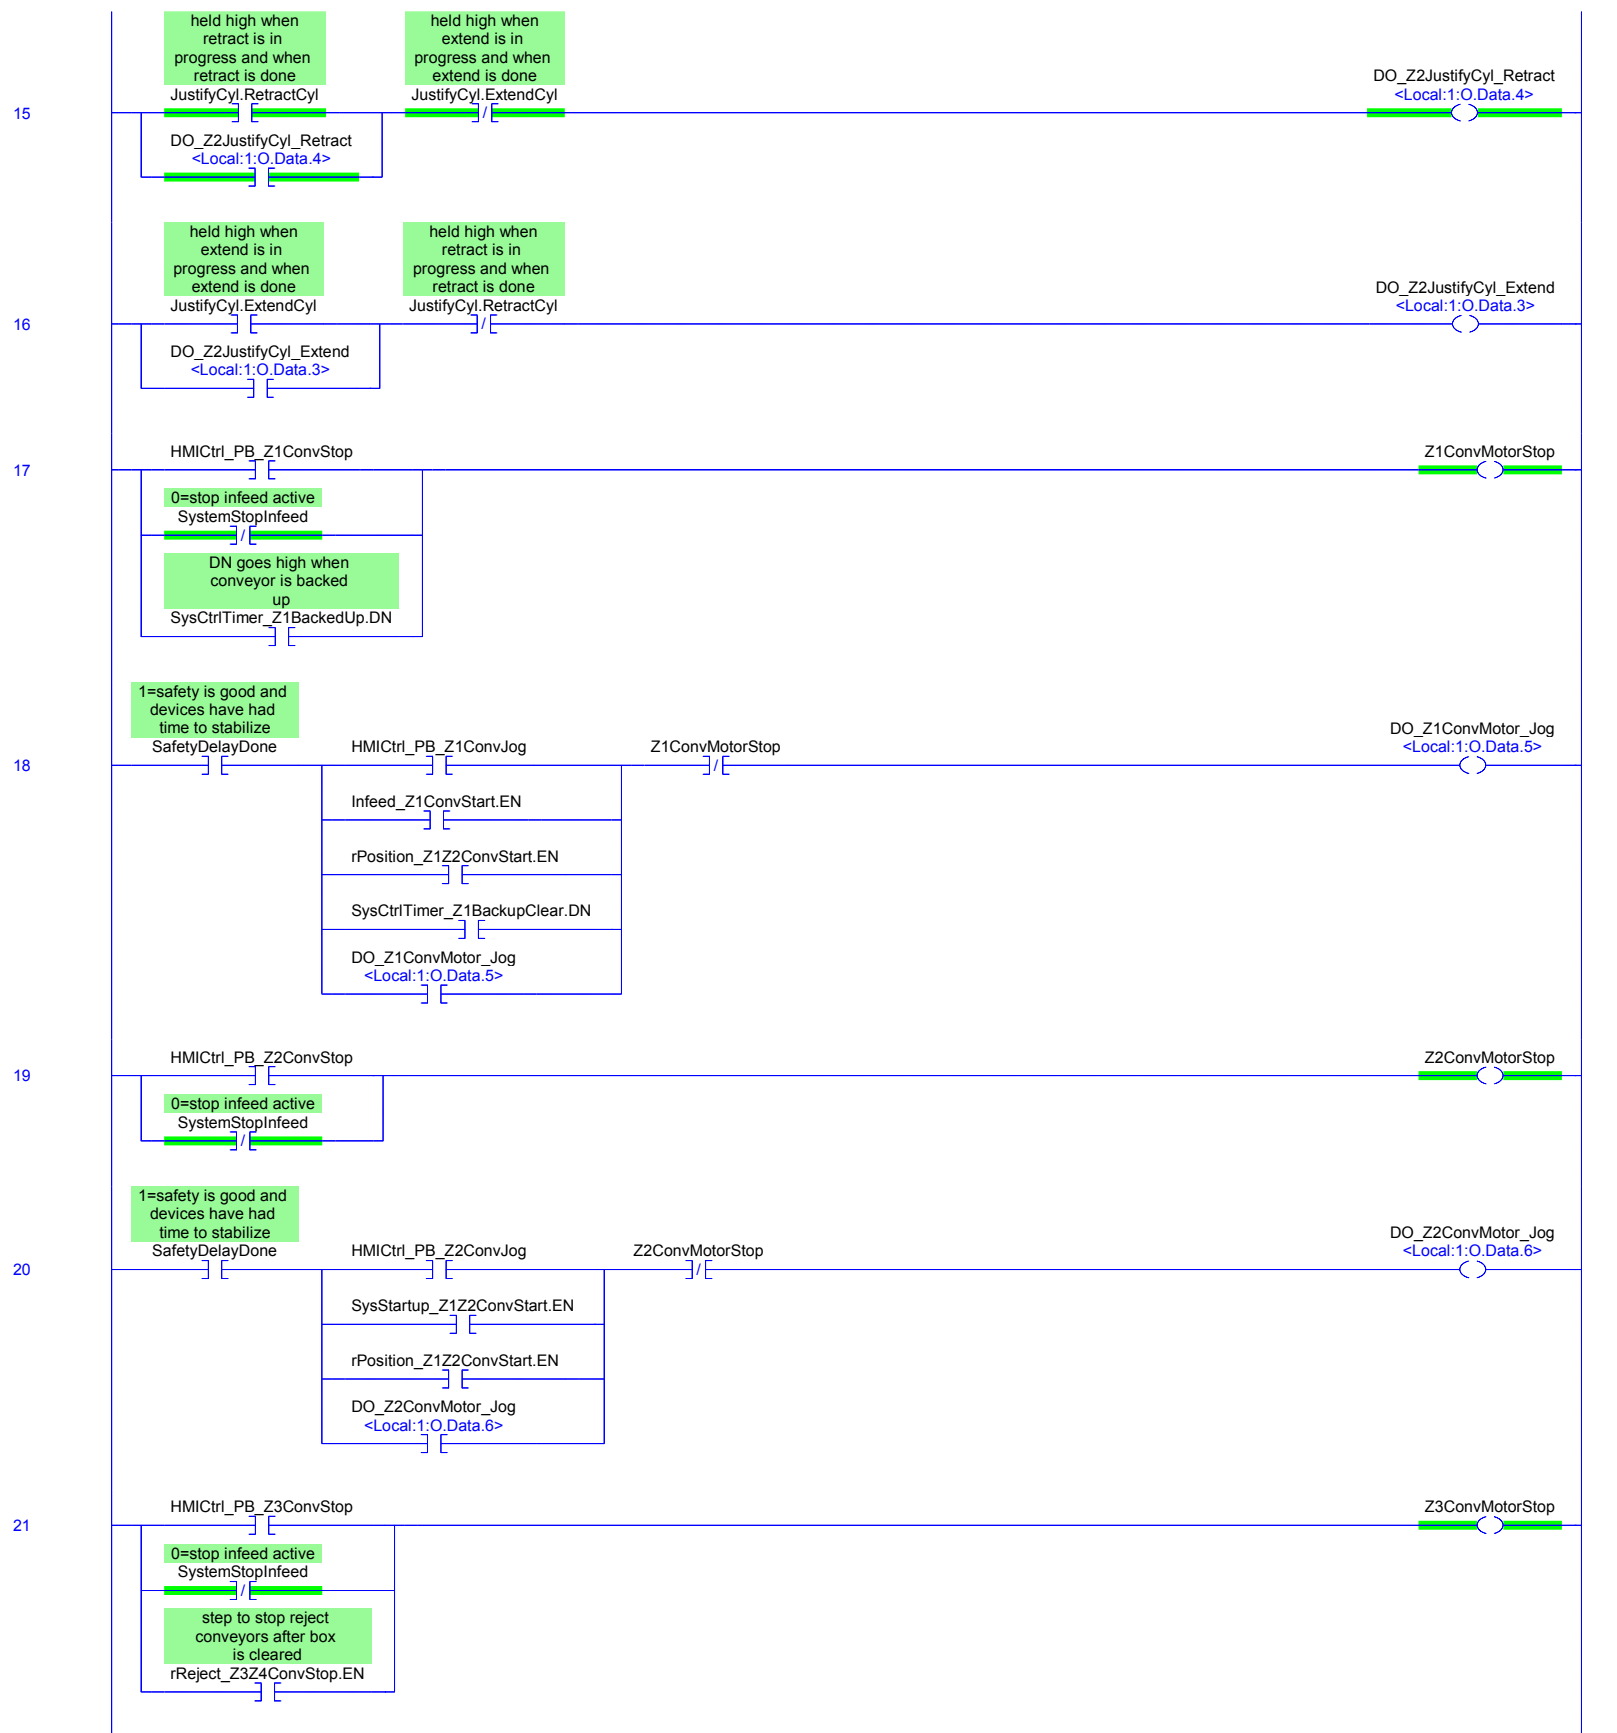 held high when
retract is in
progress and when
retract is done
JustifyCyl.RetractCyl
held high when
extend is in
progress and when
extend is done
JustifyCyl.ExtendCyl
DO_Z2JustifyCyl_Retract
<Local:1:O.Data.4>
15
DO_Z2JustifyCyl_Retract
<Local:1:O.Data.4>
held high when
extend is in
progress and when
extend is done
JustifyCyl.ExtendCyl
held high when
retract is in
progress and when
retract is done
JustifyCyl.RetractCyl
DO_Z2JustifyCyl_Extend
<Local:1:O.Data.3>
16
DO_Z2JustifyCyl_Extend
<Local:1:O.Data.3>
HMICtrl_PB_Z1ConvStop
Z1ConvMotorStop
17
0=stop infeed active
SystemStopInfeed
DN goes high when
conveyor is backed
up
SysCtrlTimer_Z1BackedUp.DN
1=safety is good and
devices have had
time to stabilize
SafetyDelayDone
HMICtrl_PB_Z1ConvJog
Z1ConvMotorStop
DO_Z1ConvMotor_Jog
<Local:1:O.Data.5>
18
Infeed_Z1ConvStart.EN
rPosition_Z1Z2ConvStart.EN
SysCtrlTimer_Z1BackupClear.DN
DO_Z1ConvMotor_Jog
<Local:1:O.Data.5>
HMICtrl_PB_Z2ConvStop
Z2ConvMotorStop
19
0=stop infeed active
SystemStopInfeed
1=safety is good and
devices have had
time to stabilize
SafetyDelayDone
HMICtrl_PB_Z2ConvJog
Z2ConvMotorStop
DO_Z2ConvMotor_Jog
<Local:1:O.Data.6>
20
SysStartup_Z1Z2ConvStart.EN
rPosition_Z1Z2ConvStart.EN
DO_Z2ConvMotor_Jog
<Local:1:O.Data.6>
HMICtrl_PB_Z3ConvStop
Z3ConvMotorStop
21
0=stop infeed active
SystemStopInfeed
step to stop reject
conveyors after box
is cleared
rReject_Z3Z4ConvStop.EN